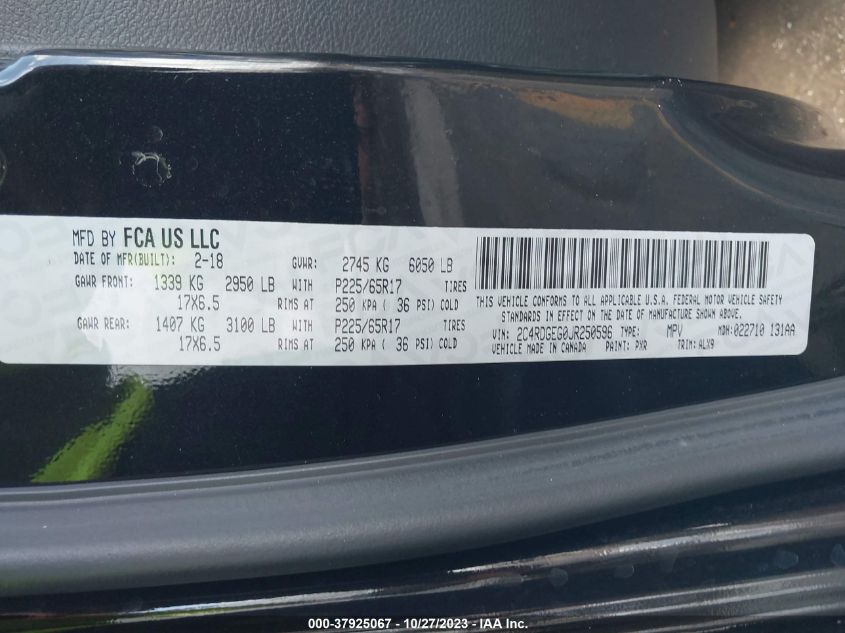 MFD BY FCA US LLC
DATE OF MFR(BUILT): 2-18 GVWR: 2745 KG 6050 LB
GAWR FRONT: 1339 KG 2950 LB WITH P225/65R17 TIRES
17X6.5 RIMS AT 250 KPA ( 36 PSI) COLD
GAWR REAR: 1407 KG 3100 LB WITH P225/65R17 TIRES
17X6.5 RIMS AT 250 KPA ( 36 PSI) COLD
THIS VEHICLE CONFORMS TO ALL APPLICABLE U.S.A. FEDERAL MOTOR VEHICLE SAFETY
STANDARDS IN EFFECT ON THE DATE OF MANUFACTURE SHOWN ABOVE.
VIN: 2C4RDGEG0JR250596 TYPE: MPV MDH: 022710 131AA
VEHICLE MADE IN CANADA PAINT: PXR TRIM: ALX9
000-37925067 - 10/27/2023 - © IAA Inc.